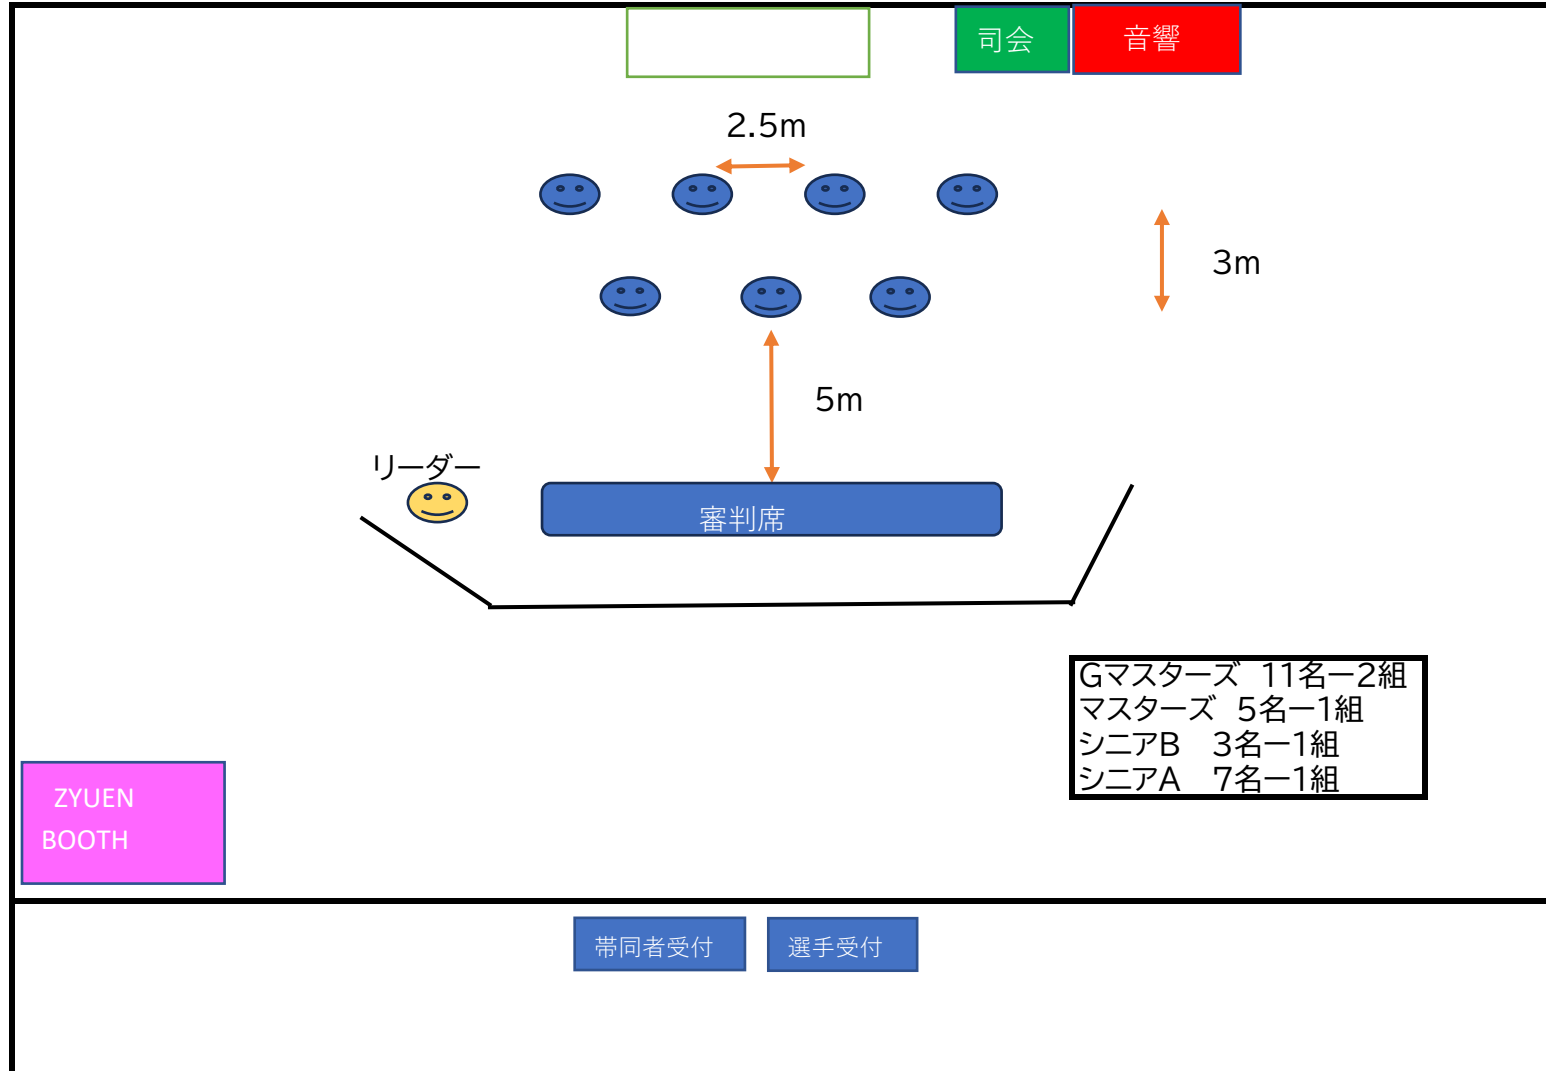 司会
音響
2.5m
3m
5m
リーダー
審判席
Gマスターズ　11名ー2組
マスターズ　5名ー1組
シニアB　3名ー1組
シニアA　7名ー1組
ZYUEN
BOOTH
帯同者受付
選手受付